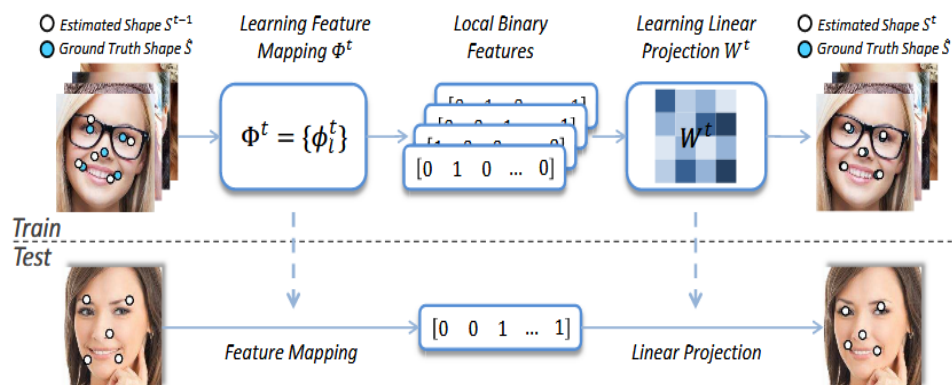 Estimated Shape S^{t−1}
Ground Truth Shape Ŝ
Learning Feature
Mapping Φ^t
Local Binary
Features
Learning Linear
Projection W^t
Estimated Shape S^t
Ground Truth Shape Ŝ
Φ^t = {ϕ_l^t}
[0 1 0 ... 0]
W^t
Train
Test
[0 0 1 ... 1]
Feature Mapping
Linear Projection